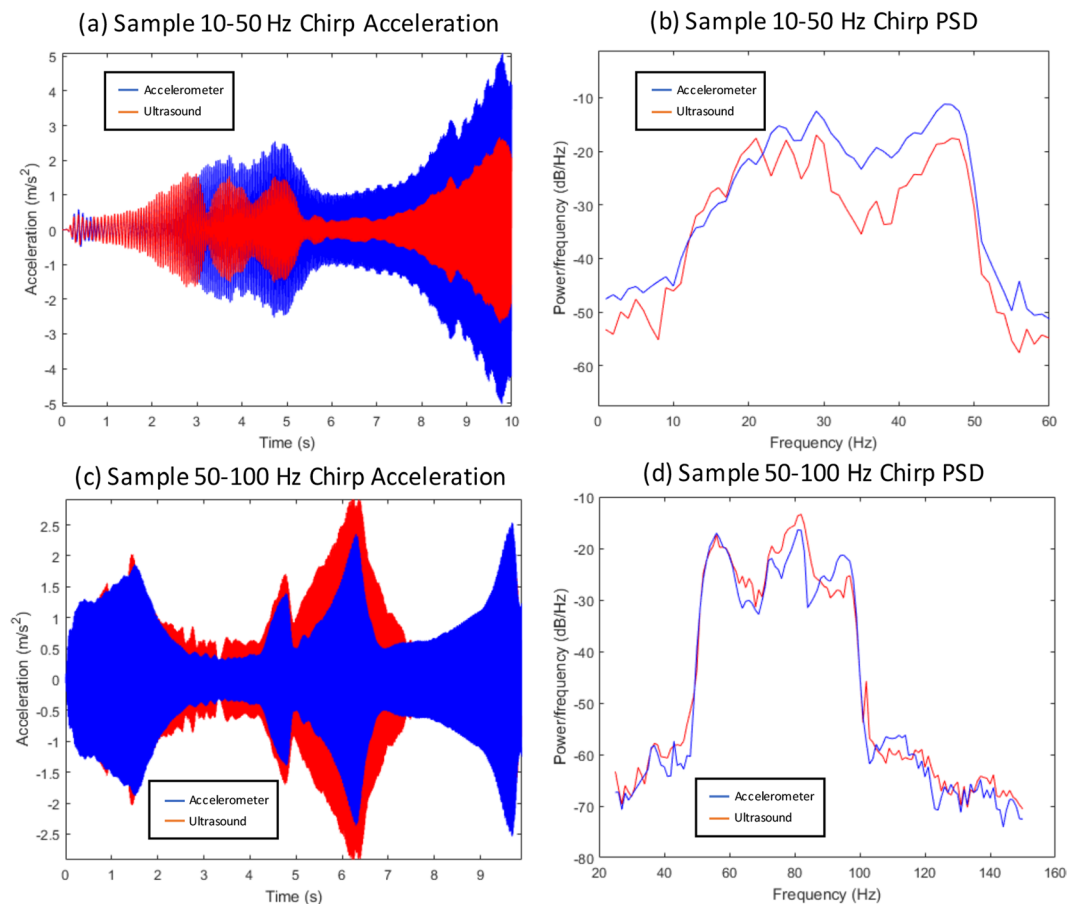 (a) Sample 10-50 Hz Chirp Acceleration
5
4
3
2
1
0
-1
-2
-3
-4
-5
Acceleration (m/s²)
Accelerometer
Ultrasound
0 1 2 3 4 5 6 7 8 9 10
Time (s)
(b) Sample 10-50 Hz Chirp PSD
-10
-20
-30
-40
-50
-60
Power/frequency (dB/Hz)
Accelerometer
Ultrasound
0 10 20 30 40 50 60
Frequency (Hz)
(c) Sample 50-100 Hz Chirp Acceleration
2.5
2
1.5
1
0.5
0
-0.5
-1
-1.5
-2
-2.5
Acceleration (m/s²)
Accelerometer
Ultrasound
0 1 2 3 4 5 6 7 8 9
Time (s)
(d) Sample 50-100 Hz Chirp PSD
-10
-20
-30
-40
-50
-60
-70
-80
Power/frequency (dB/Hz)
Accelerometer
Ultrasound
20 40 60 80 100 120 140 160
Frequency (Hz)